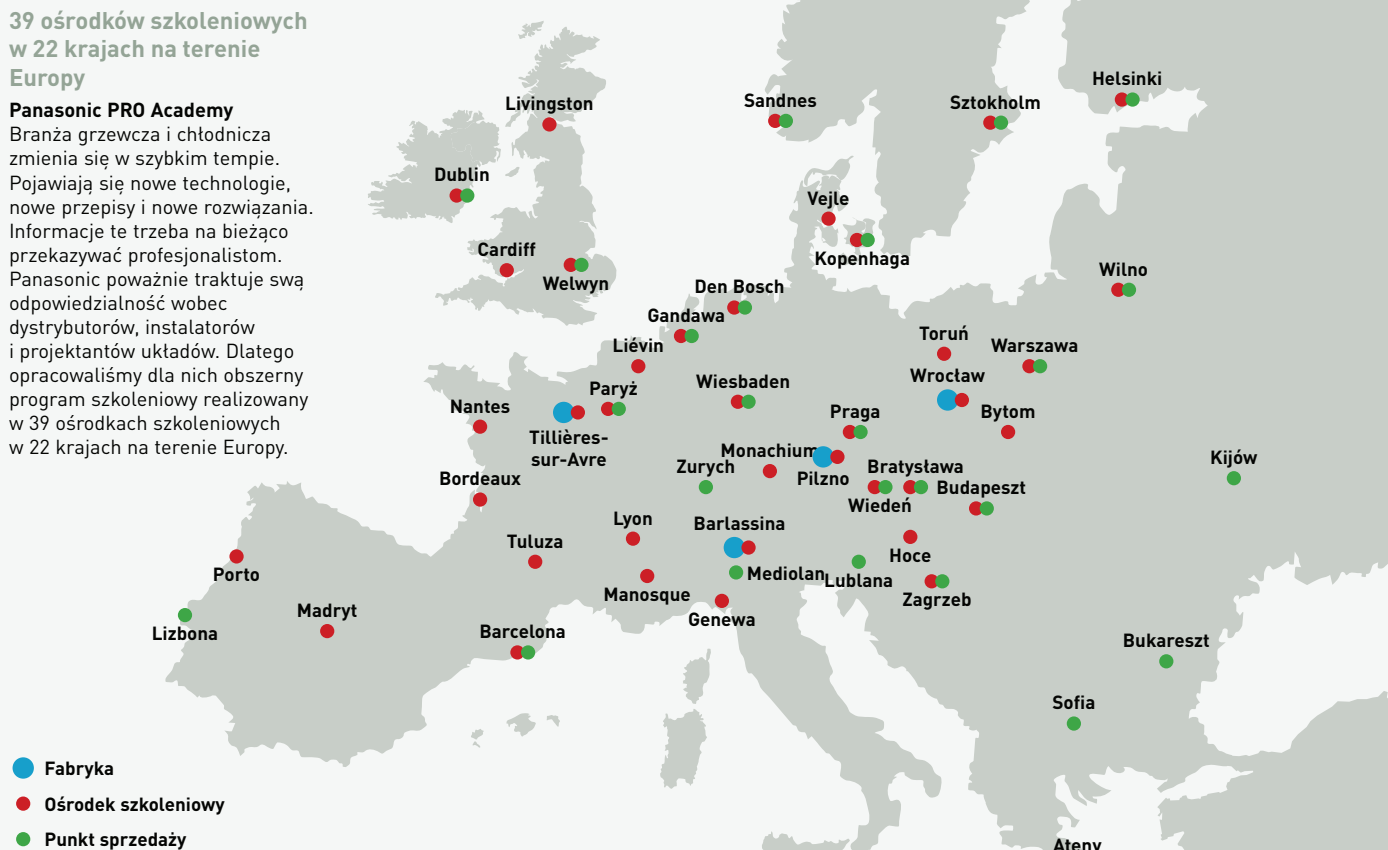 39 ośrodków szkoleniowych
w 22 krajach na terenie
Europy
Panasonic PRO Academy
Branża grzewcza i chłodnicza
zmienia się w szybkim tempie.
Pojawiają się nowe technologie,
nowe przepisy i nowe rozwiązania.
Informacje te trzeba na bieżąco
przekazywać profesjonalistom.
Panasonic poważnie traktuje swą
odpowiedzialność wobec
dystrybutorów, instalatorów
i projektantów układów. Dlatego
opracowaliśmy dla nich obszerny
program szkoleniowy realizowany
w 39 ośrodkach szkoleniowych
w 22 krajach na terenie Europy.
Helsinki
Livingston
Sandnes
Sztokholm
Dublin
Vejle
Cardiff
Kopenhaga
Wilno
Welwyn
Den Bosch
Gandawa
Toruń
Liévin
Warszawa
Wrocław
Wiesbaden
Paryż
Nantes
Praga
Bytom
Tillières-
sur-Avre
Monachium
Kijów
Zurych
Bratysława
Bordeaux
Pilzno
Budapeszt
Wiedeń
Lyon
Barlassina
Tuluza
Hoce
Porto
Mediolan
Lublana
Manosque
Zagrzeb
Madryt
Genewa
Lizbona
Barcelona
Bukareszt
Sofia
Fabryka
Ośrodek szkoleniowy
Punkt sprzedaży
Ateny